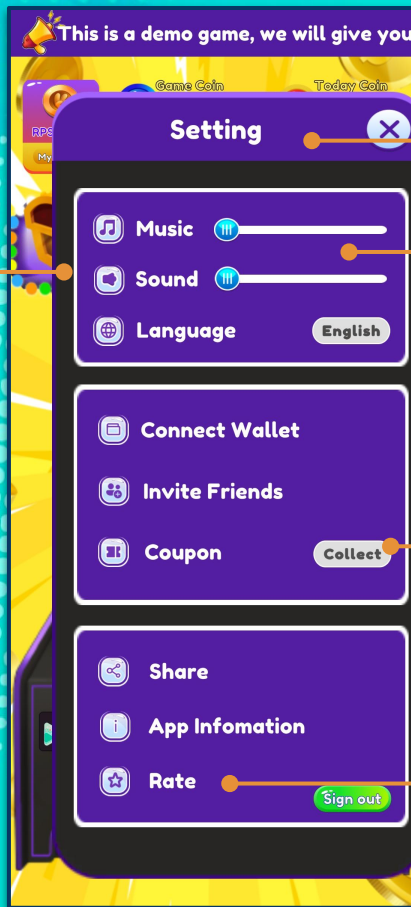 This is a demo game, we will give you
Game Coin
Today Coin
RPS
My
Setting
Music
Sound
Language
English
Connect Wallet
Invite Friends
Coupon
Collect
Share
App Infomation
Rate
Sign out